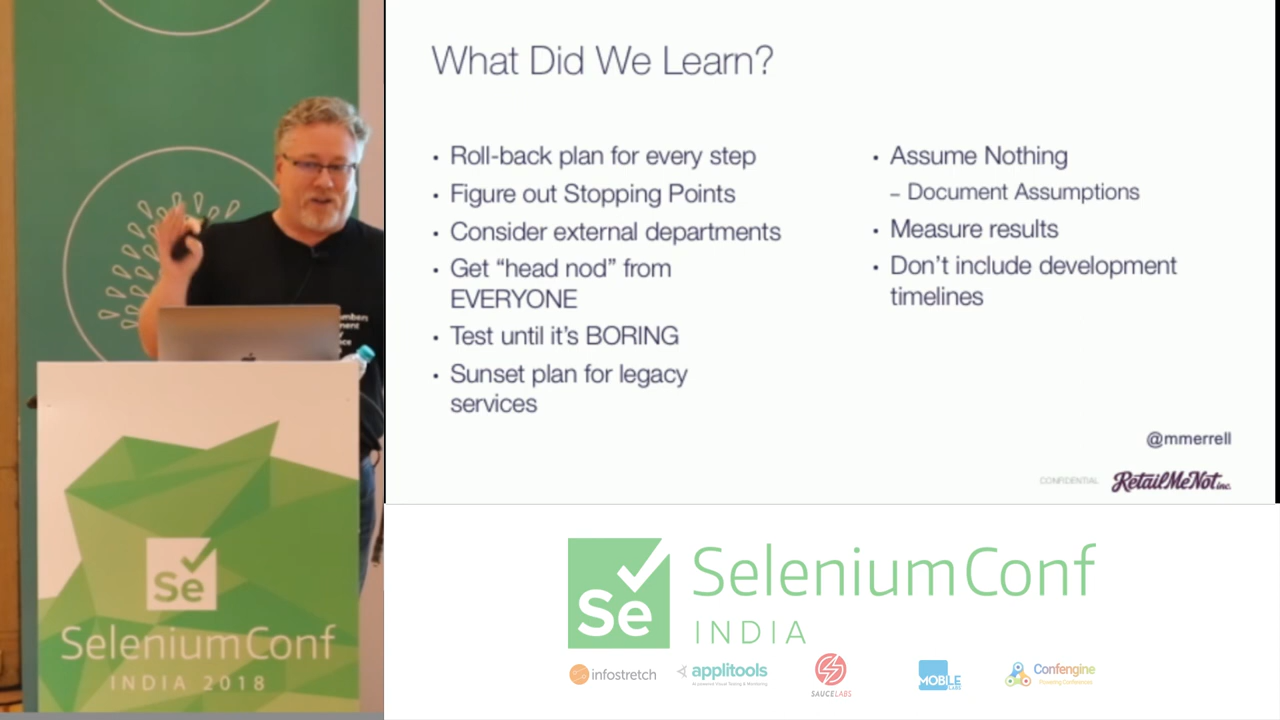 What Did We Learn?
• Roll-back plan for every step
• Figure out Stopping Points
• Consider external departments
• Get “head nod” from
EVERYONE
• Test until it’s BORING
• Sunset plan for legacy
services
• Assume Nothing
– Document Assumptions
• Measure results
• Don’t include development
timelines
@mmerrell
CONFIDENTIAL
RetailMeNot inc.
Se
SeleniumConf
INDIA 2018
Se
SeleniumConf
INDIA
infostretch
applitools
SAUCELABS
MOBILE
LABS
Confengine